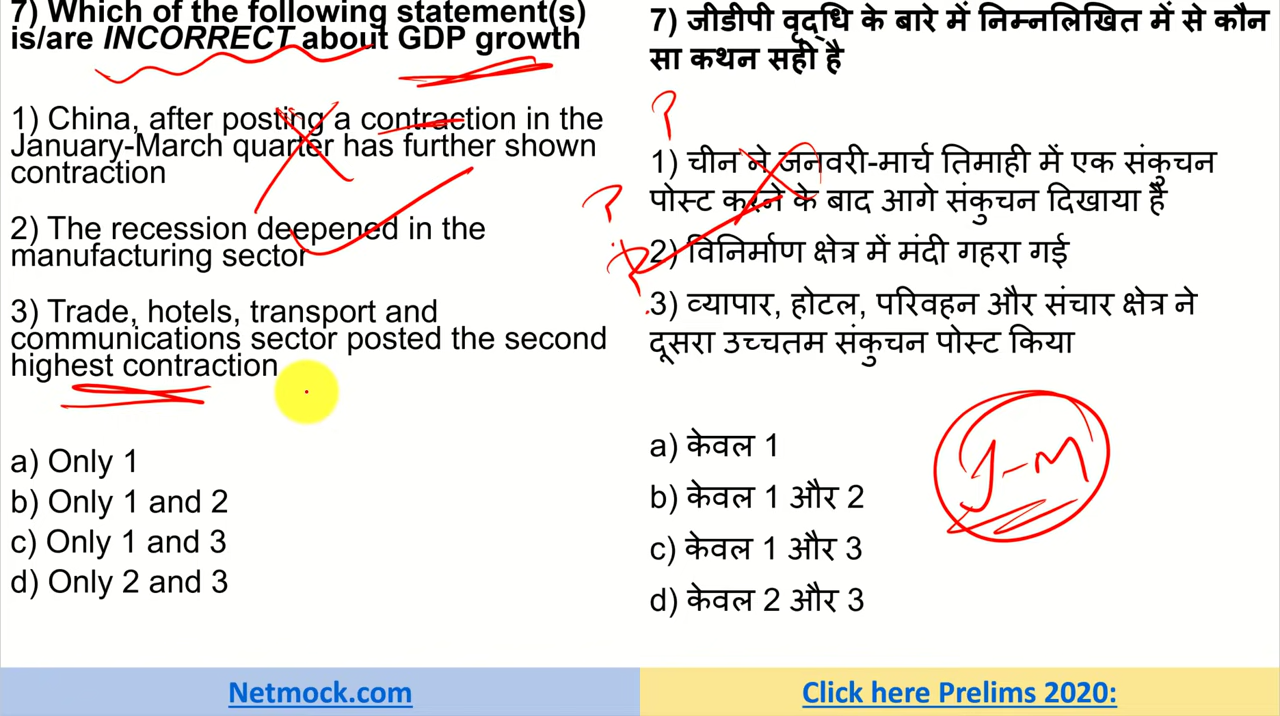 7) Which of the following statement(s)
is/are INCORRECT about GDP growth
1) China, after posting a contraction in the
January-March quarter has further shown
contraction
2) The recession deepened in the
manufacturing sector
3) Trade, hotels, transport and
communications sector posted the second
highest contraction
a) Only 1
b) Only 1 and 2
c) Only 1 and 3
d) Only 2 and 3
7) जीडीपी वृद्धि के बारे में निम्नलिखित में से कौन
सा कथन सही है
?
1) चीन ने जनवरी-मार्च तिमाही में एक संकुचन
पोस्ट करने के बाद आगे संकुचन दिखाया है
?
2) विनिर्माण क्षेत्र में मंदी गहरा गई
3) व्यापार, होटल, परिवहन और संचार क्षेत्र ने
दूसरा उच्चतम संकुचन पोस्ट किया
a) केवल 1
b) केवल 1 और 2
c) केवल 1 और 3
d) केवल 2 और 3
J-M
Netmock.com
Click here Prelims 2020: